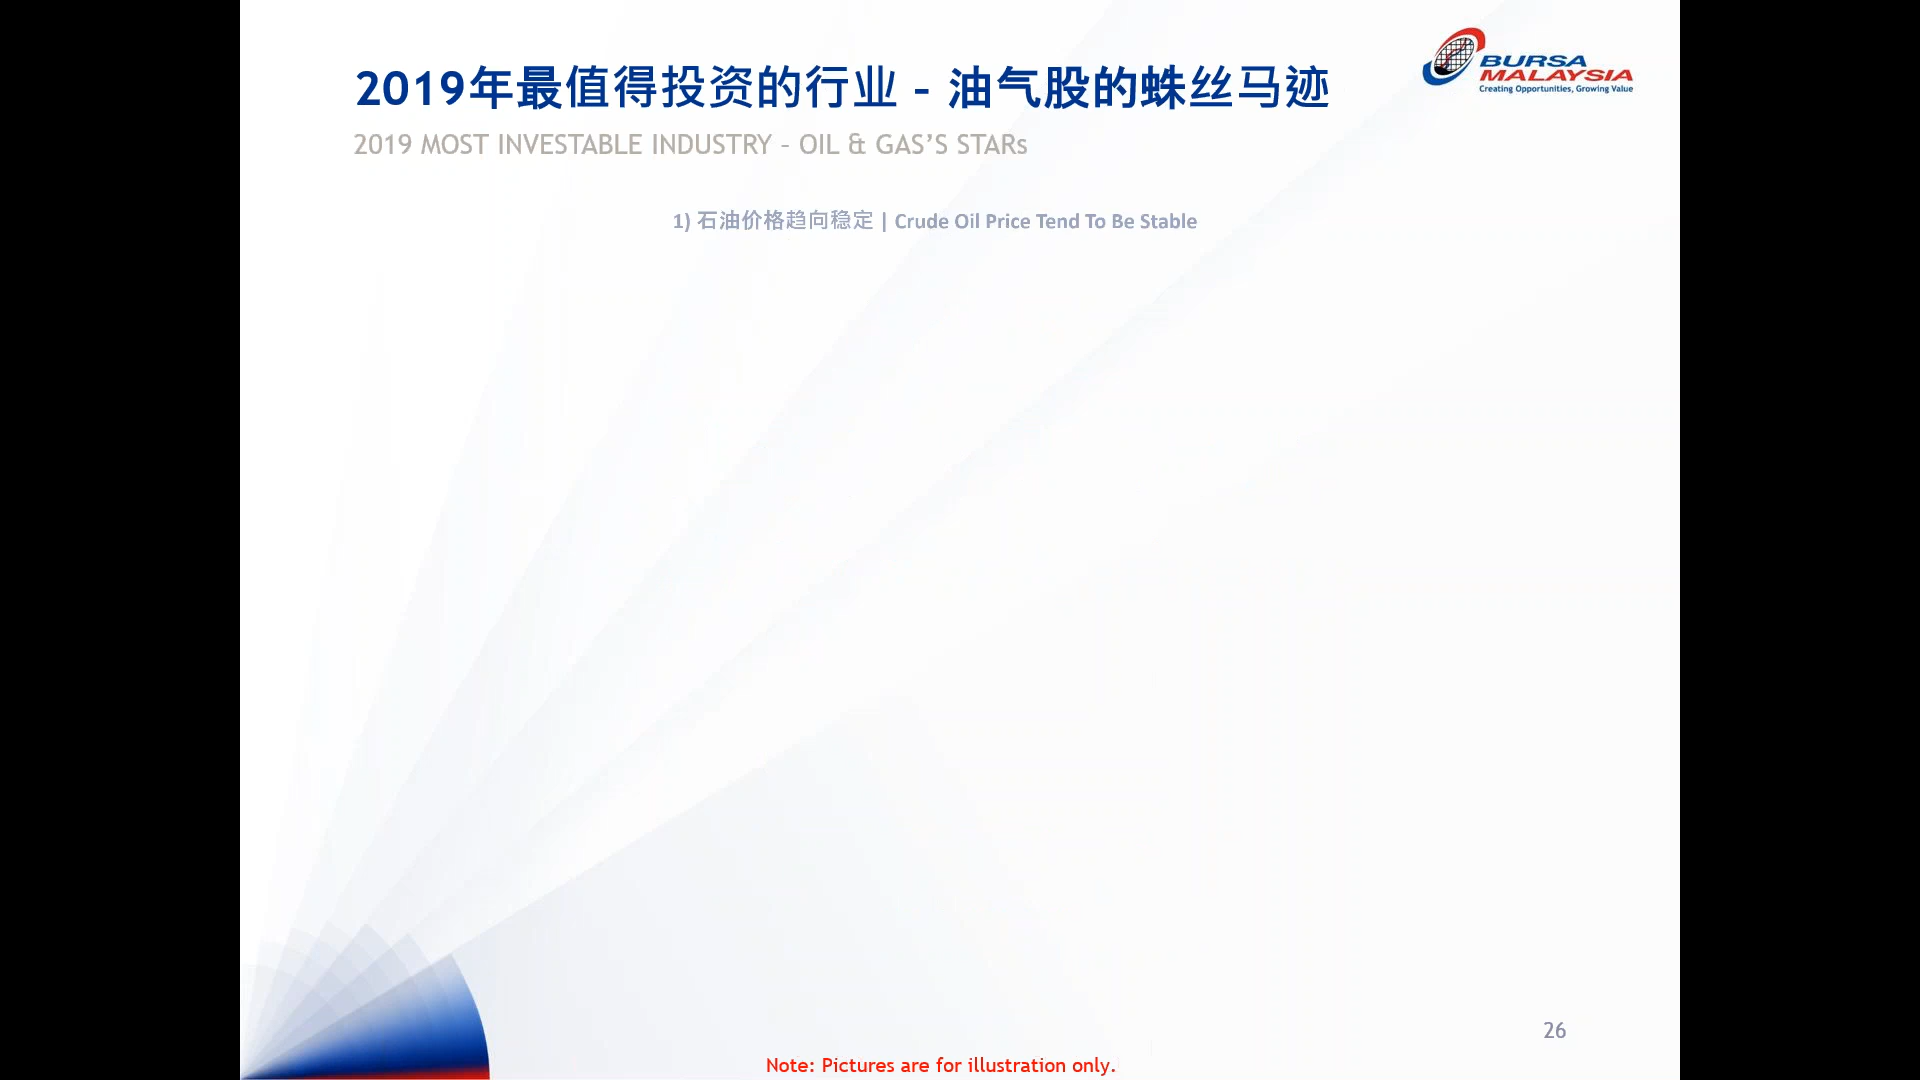 2019年最值得投资的行业 – 油气股的蛛丝马迹
BURSA
MALAYSIA
Creating Opportunities, Growing Value
2019 MOST INVESTABLE INDUSTRY – OIL & GAS’S STARs
1) 石油价格趋向稳定 | Crude Oil Price Tend To Be Stable
26
Note: Pictures are for illustration only.